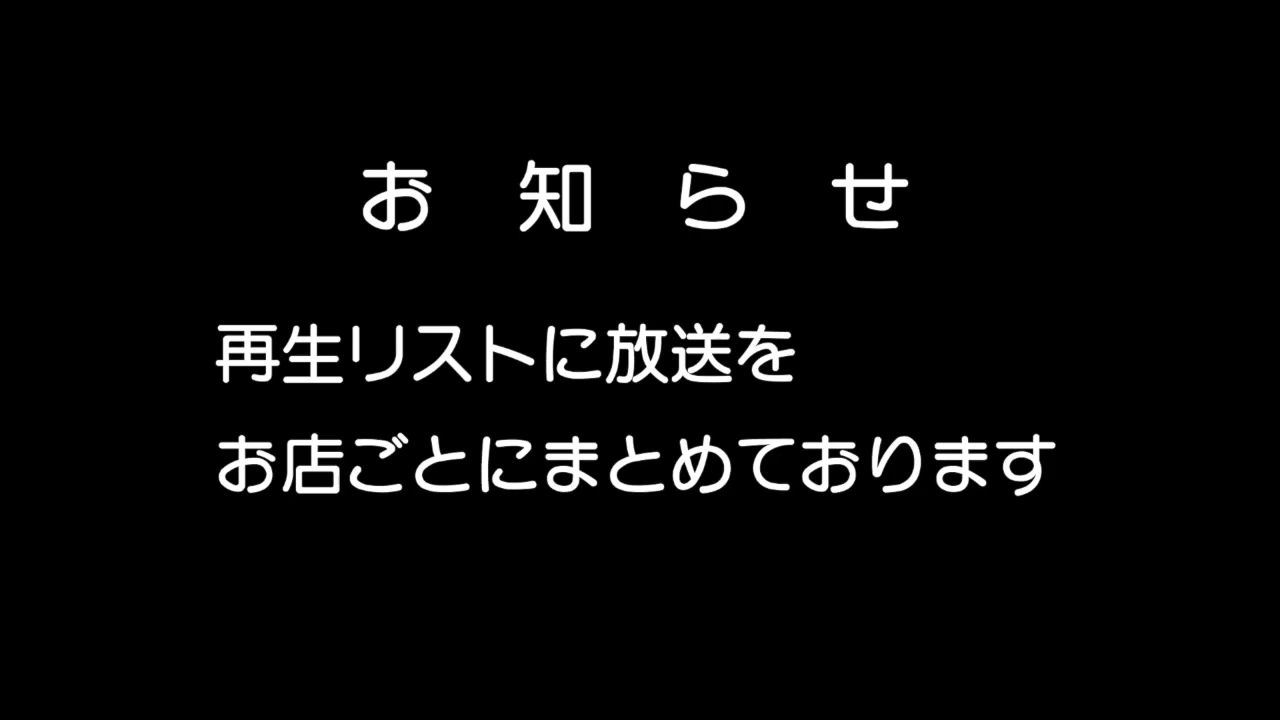 お　知　ら　せ
再生リストに放送を
お店ごとにまとめております